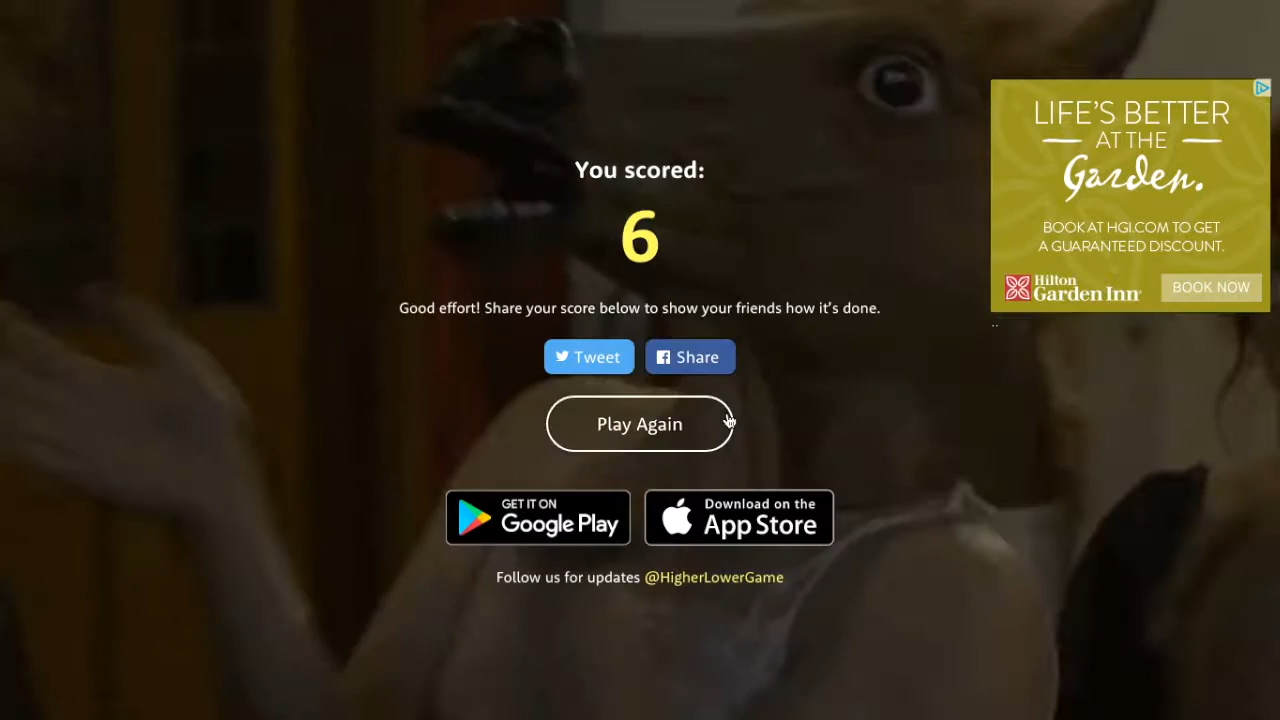 You scored:
6
Good effort! Share your score below to show your friends how it's done.
Tweet
Share
Play Again
GET IT ON
Google Play
Download on the
App Store
Follow us for updates @HigherLowerGame
LIFE'S BETTER
AT THE
Garden.
BOOK AT HGI.COM TO GET
A GUARANTEED DISCOUNT.
Hilton
Garden Inn
BOOK NOW